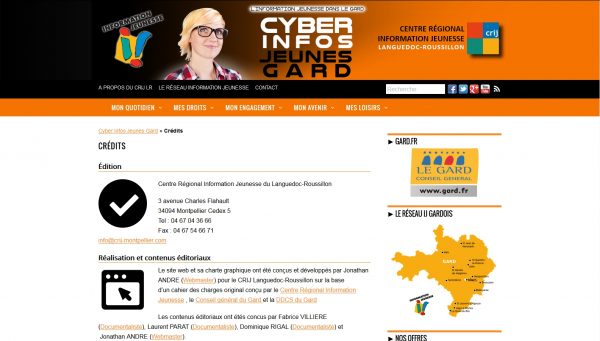 L'INFORMATION JEUNESSE DANS LE GARD
INFORMATION
JEUNESSE
CYBER
INFOS
JEUNES
GARD
CENTRE RÉGIONAL
INFORMATION JEUNESSE
LANGUEDOC-ROUSSILLON
crij
A PROPOS DU CRIJ LR LE RÉSEAU INFORMATION JEUNESSE CONTACT
Recherche
MON QUOTIDIEN MES DROITS MON ENGAGEMENT MON AVENIR MES LOISIRS
Cyber Infos Jeunes Gard » Crédits
CRÉDITS
Édition
Centre Régional Information Jeunesse du Languedoc-Roussillon
3 avenue Charles Flahault
34094 Montpellier Cedex 5
Tel : 04 67 04 36 66
Fax : 04 67 54 66 71
info@crij-montpellier.com
Réalisation et contenus éditoriaux
Le site web et sa charte graphique ont été conçus et développés par Jonathan
ANDRE (Webmaster) pour le CRIJ Languedoc-Roussillon sur la base
d'un cahier des charges original conçu par le Centre Régional Information
Jeunesse , le Conseil général du Gard et la DDCS du Gard
Les contenus éditoriaux ont étés concus par Fabrice VILLIERE
(Documentaliste), Laurent PARAT (Documentaliste), Dominique RIGAL (Documentaliste) et
Jonathan ANDRE (Webmaster)
► GARD.FR
LE GARD
CONSEIL GENERAL
www.gard.fr
► LE RÉSEAU IJ GARDOIS
GARD
► NOS OFFRES